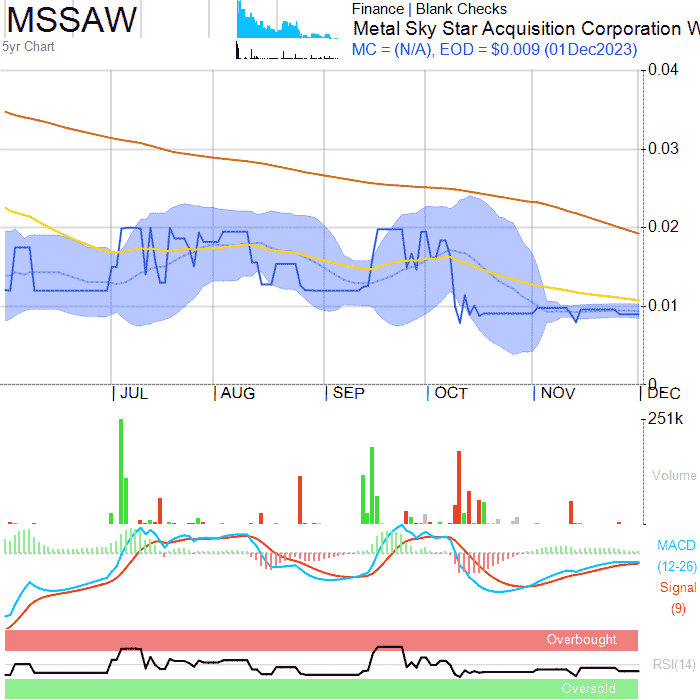 MSSAW
5yr Chart
Finance | Blank Checks
Metal Sky Star Acquisition Corporation W
MC = (N/A), EOD = $0.009 (01Dec2023)
0.04
0.03
0.02
0.01
0
JUL AUG SEP OCT NOV DEC
251k
Volume
MACD
(12-26)
Signal
(9)
Overbought
RSI(14)
Oversold